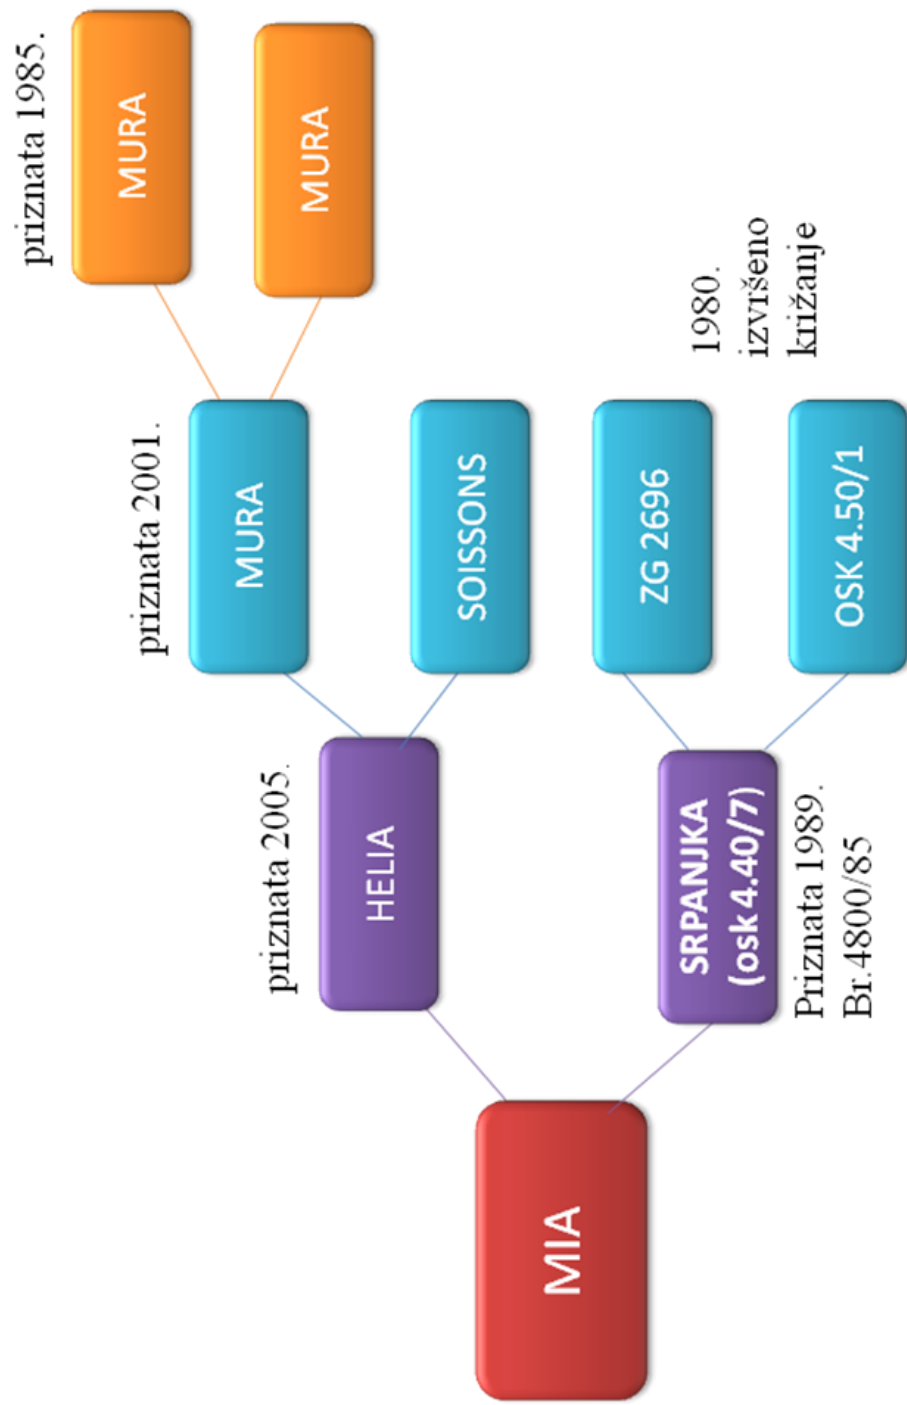 MIA
priznata 2005.
HELIA
SRPANJKA
(osk 4.40/7)
Priznata 1989.
Br.4800/85
priznata 2001.
MURA
SOISSONS
ZG 2696
OSK 4.50/1
1980.
izvršeno
križanje
priznata 1985.
MURA
MURA